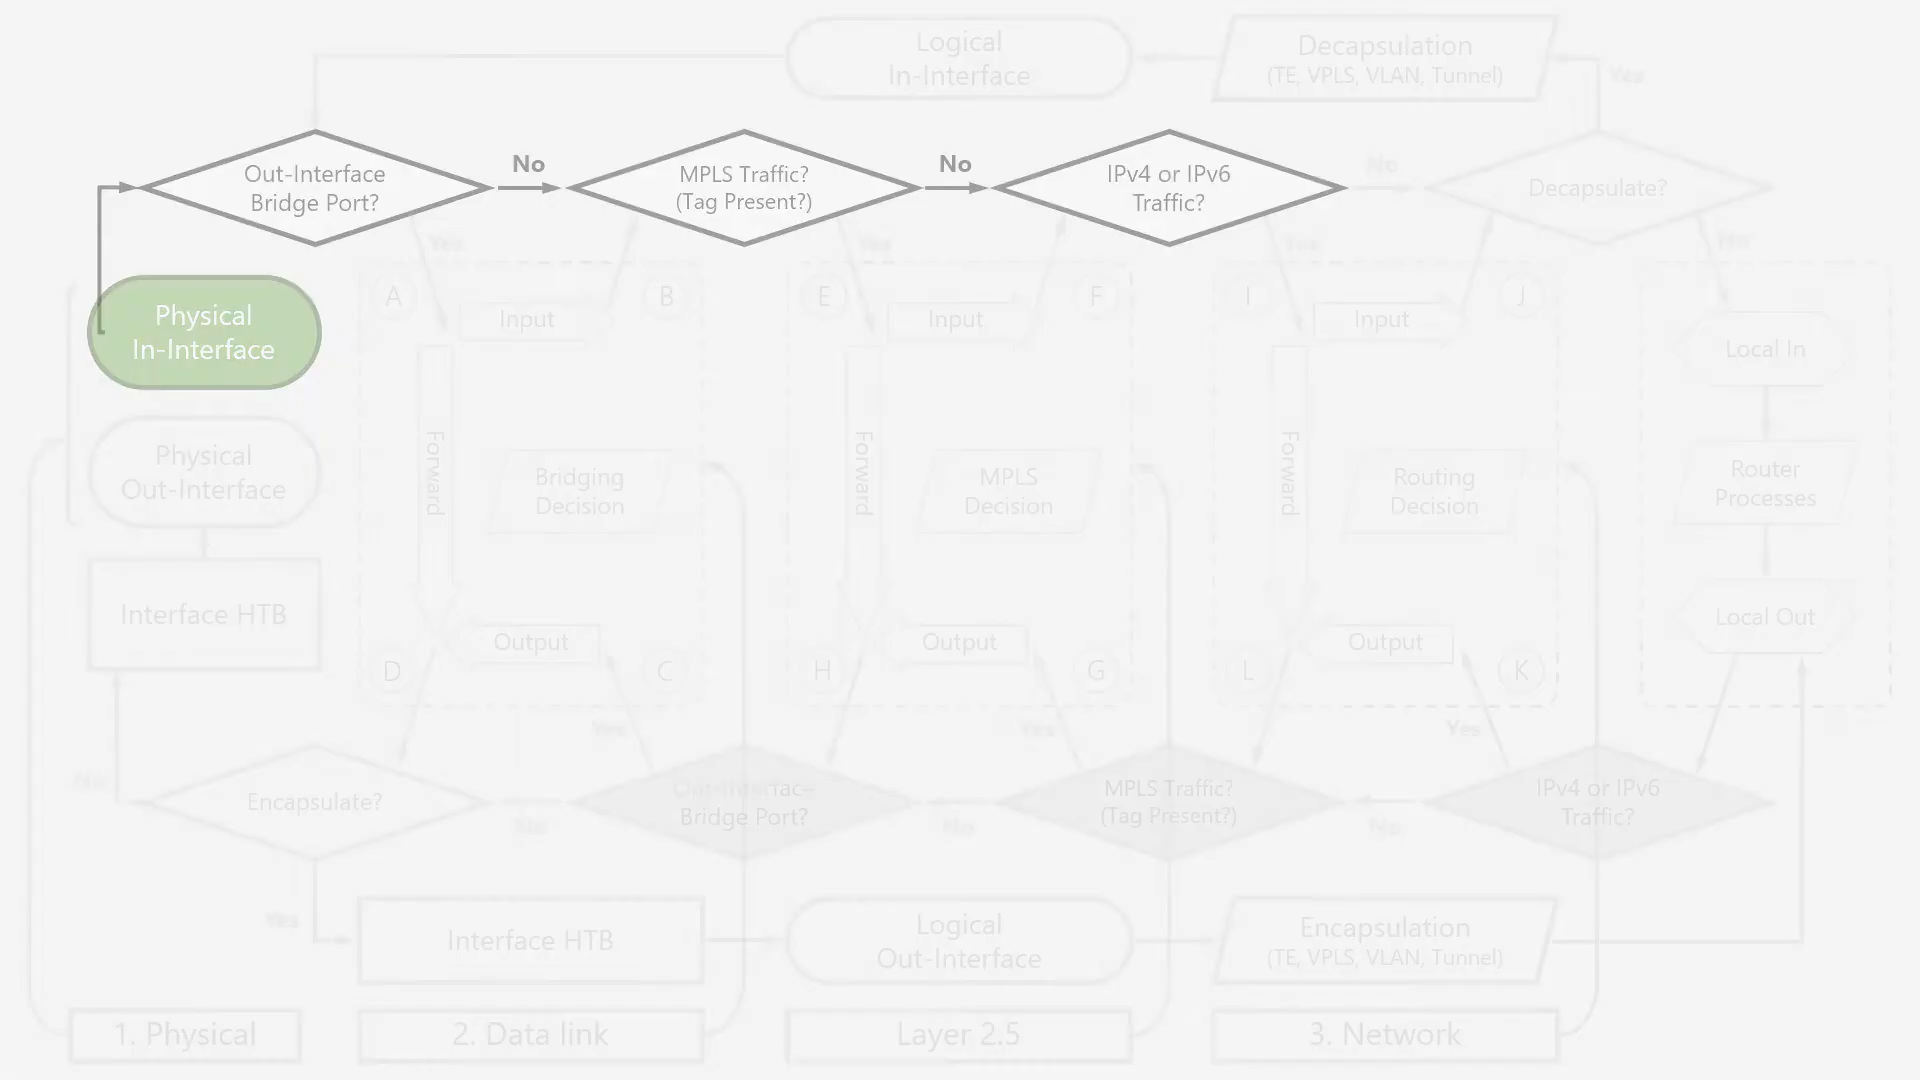 Logical
In-Interface
Decapsulation
(TE, VPLS, VLAN, Tunnel)
Yes
Out-Interface
Bridge Port?
No
MPLS Traffic?
(Tag Present?)
No
IPv4 or IPv6
Traffic?
No
Decapsulate?
Yes
Yes
Yes
No
Physical
In-Interface
A
Input
B
E
Input
F
I
Input
J
Local In
Physical
Out-Interface
Forward
Bridging
Decision
Forward
MPLS
Decision
Forward
Routing
Decision
Router
Processes
Interface HTB
D
Output
C
H
Output
G
L
Output
K
Local Out
Yes
Yes
Yes
No
Encapsulate?
No
Out-Interface
Bridge Port?
No
MPLS Traffic?
(Tag Present?)
No
IPv4 or IPv6
Traffic?
Yes
Interface HTB
Logical
Out-Interface
Encapsulation
(TE, VPLS, VLAN, Tunnel)
1. Physical
2. Data link
Layer 2.5
3. Network